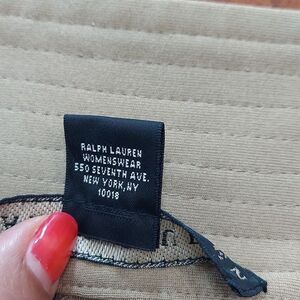 RALPH LAUREN
WOMENSWEAR
550 SEVENTH AVE.
NEW YORK, NY
10018